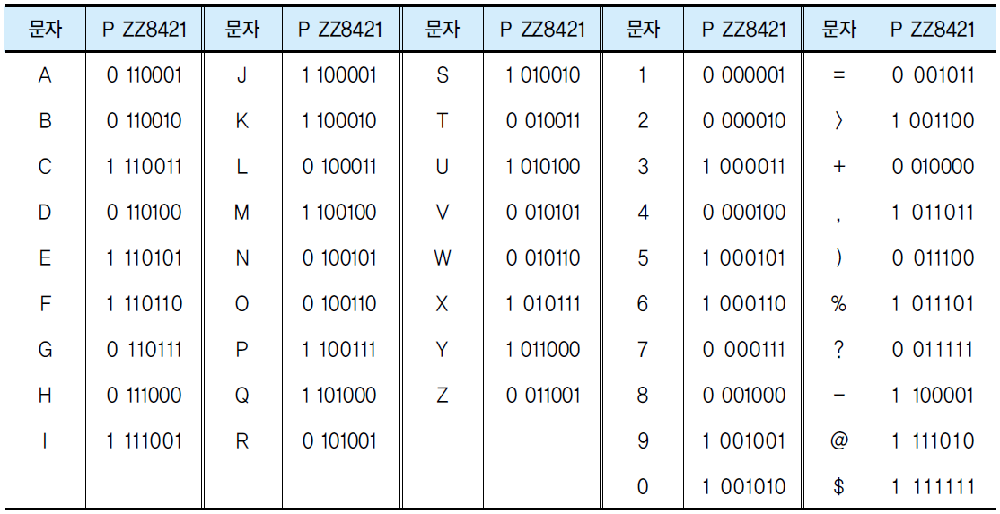 문자 P ZZ8421 문자 P ZZ8421 문자 P ZZ8421 문자 P ZZ8421 문자 P ZZ8421
A 0 110001 J 1 100001 S 1 010010 1 0 000001 = 0 001011
B 0 110010 K 1 100010 T 0 010011 2 0 000010 〉 1 001100
C 1 110011 L 0 100011 U 1 010100 3 1 000011 + 0 010000
D 0 110100 M 1 100100 V 0 010101 4 0 000100 , 1 011011
E 1 110101 N 0 100101 W 0 010110 5 1 000101 ) 0 011100
F 1 110110 O 0 100110 X 1 010111 6 1 000110 % 1 011101
G 0 110111 P 1 100111 Y 1 011000 7 0 000111 ? 0 011111
H 0 111000 Q 1 101000 Z 0 011001 8 0 001000 - 1 100001
I 1 111001 R 0 101001 9 1 001001 @ 1 111010
0 1 001010 $ 1 111111